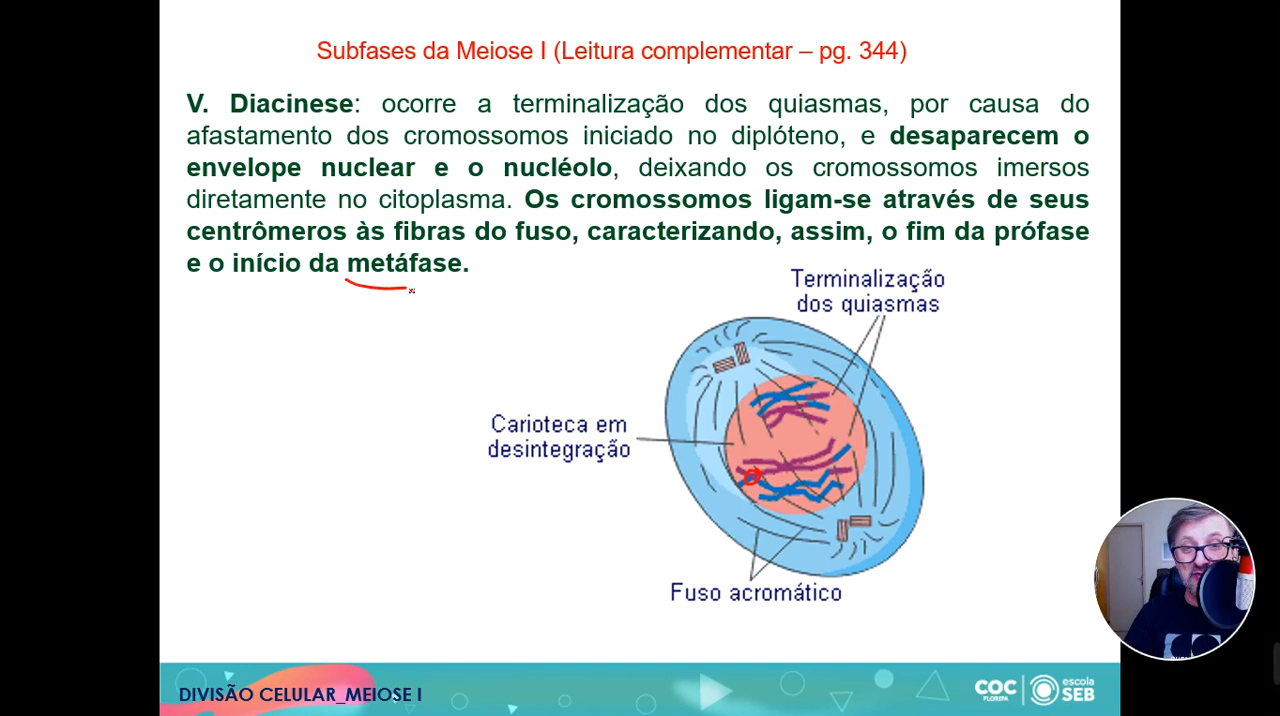 Subfases da Meiose I (Leitura complementar – pg. 344)
V. Diacinese: ocorre a terminalização dos quiasmas, por causa do
afastamento dos cromossomos iniciado no diplóteno, e desaparecem o
envelope nuclear e o nucléolo, deixando os cromossomos imersos
diretamente no citoplasma. Os cromossomos ligam-se através de seus
centrômeros às fibras do fuso, caracterizando, assim, o fim da prófase
e o início da metáfase.
Terminalização
dos quiasmas
Carioteca em
desintegração
Fuso acromático
DIVISÃO CELULAR_MEIOSE I
COC
FLORIPA
escola
SEB